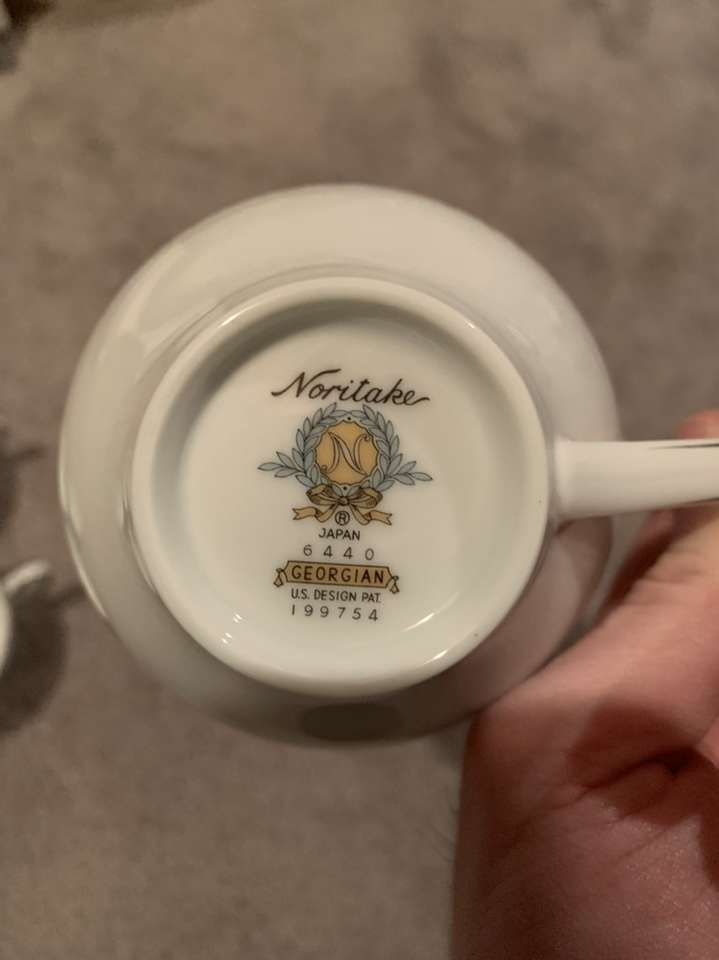 Noritake
N
®
JAPAN
6440
GEORGIAN
U.S. DESIGN PAT.
199754